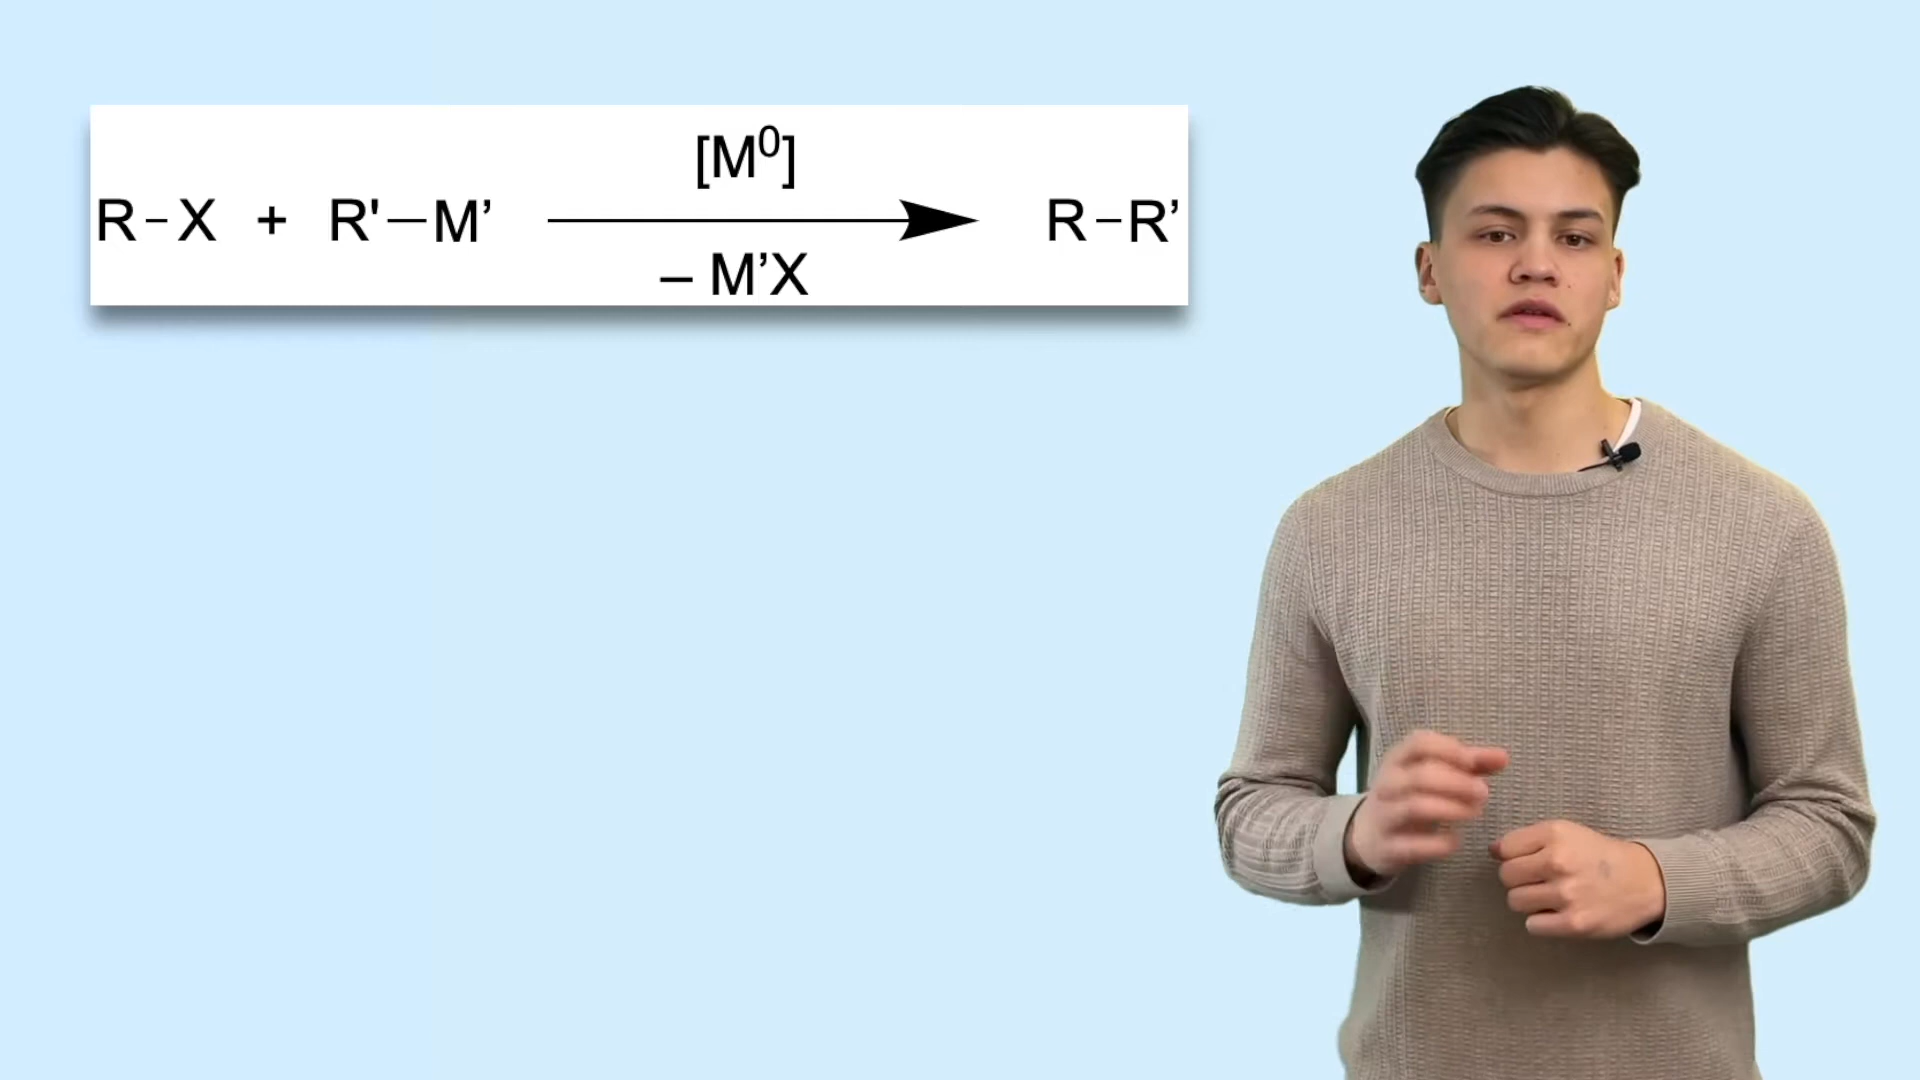 [M⁰]
R–X + R'—M’ → R–R’
– M’X